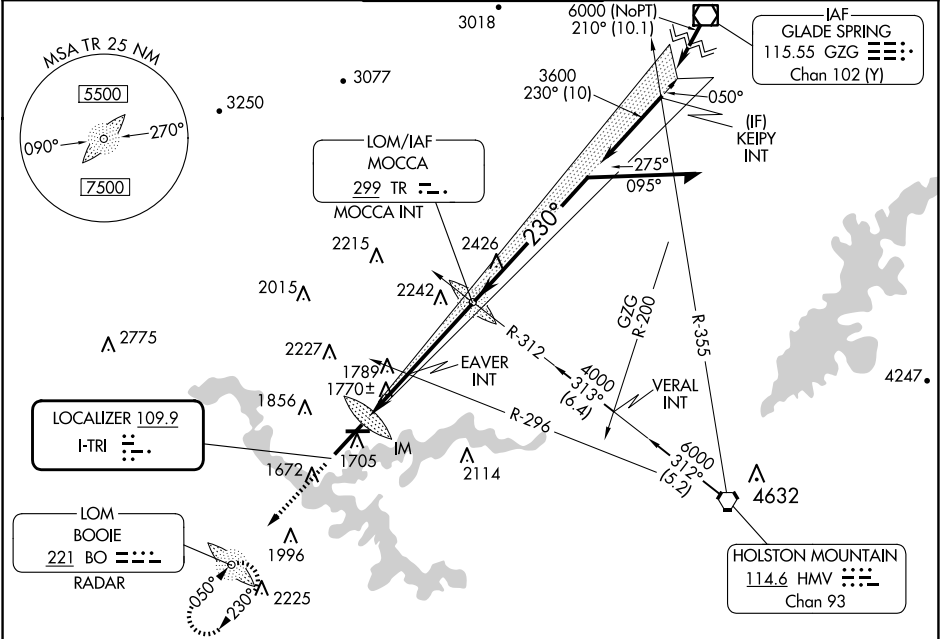 MSA TR 25 NM
5500
090°
270°
7500
3018
3077
3250
6000 (NoPT)
210° (10.1)
IAF
GLADE SPRING
115.55 GZG
Chan 102 (Y)
3600
230° (10)
050°
(IF)
KEIPY
INT
LOM/IAF
MOCCA
299 TR
MOCCA INT
275°
095°
230°
2215
2426
2242
2015
2775
2227
1789
1770±
1856
R-312
GZG
R-200
R-355
EAVER
INT
4000
313°
(6.4)
VERAL
INT
4247
R-296
LOCALIZER 109.9
I-TRI
IM
1705
1672
2114
6000
312°
(5.2)
4632
LOM
BOOIE
221 BO
RADAR
1996
050°
230°
2225
HOLSTON MOUNTAIN
114.6 HMV
Chan 93